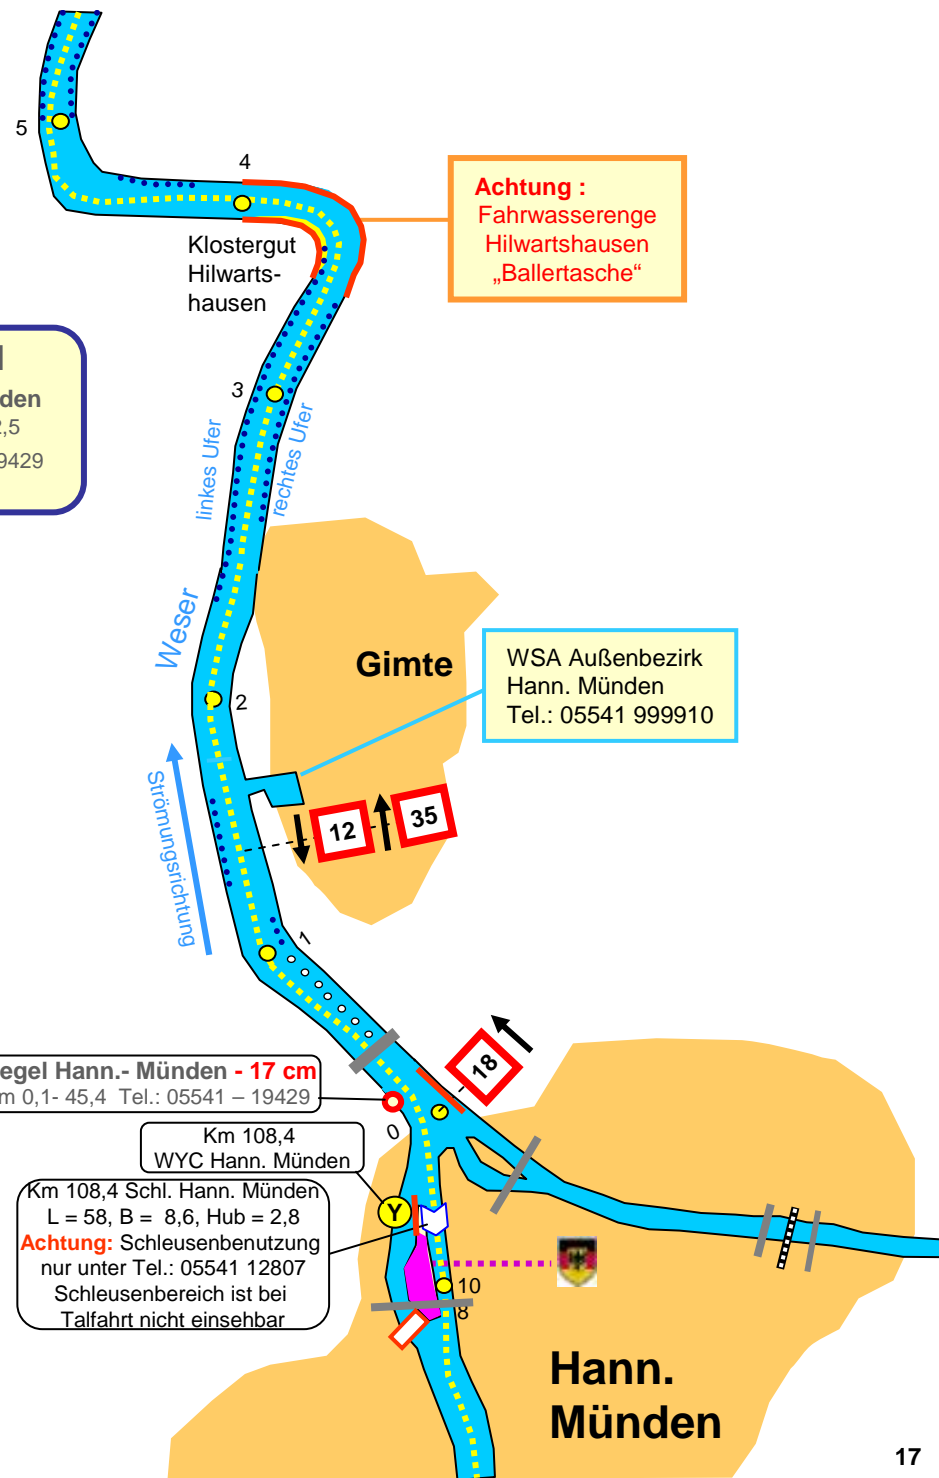 5
4
Achtung :
Fahrwasserenge
Hilwartshausen
„Ballertasche“
Klostergut
Hilwarts-
hausen
den
2,5
9429
3
linkes Ufer
rechtes Ufer
Weser
Gimte
WSA Außenbezirk
Hann. Münden
Tel.: 05541 999910
2
Strömungsrichtung
12
35
1
18
egel Hann.- Münden - 17 cm
m 0,1- 45,4 Tel.: 05541 – 19429
0
Km 108,4
WYC Hann. Münden
Km 108,4 Schl. Hann. Münden
L = 58, B = 8,6, Hub = 2,8
Achtung: Schleusenbenutzung
nur unter Tel.: 05541 12807
Schleusenbereich ist bei
Talfahrt nicht einsehbar
Y
10
8
Hann.
Münden
17